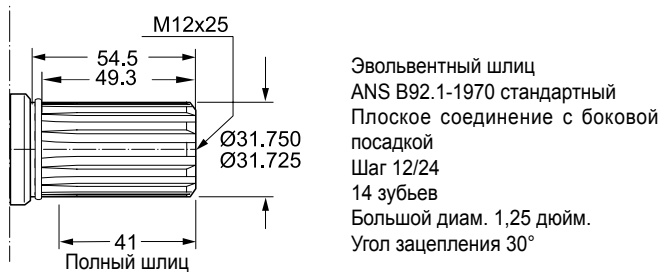 M12x25
54.5
49.3
Ø31.750
Ø31.725
41
Полный шлиц
Эвольвентный шлиц
ANS B92.1-1970 стандартный
Плоское соединение с боковой
посадкой
Шаг 12/24
14 зубьев
Большой диам. 1,25 дюйм.
Угол зацепления 30°